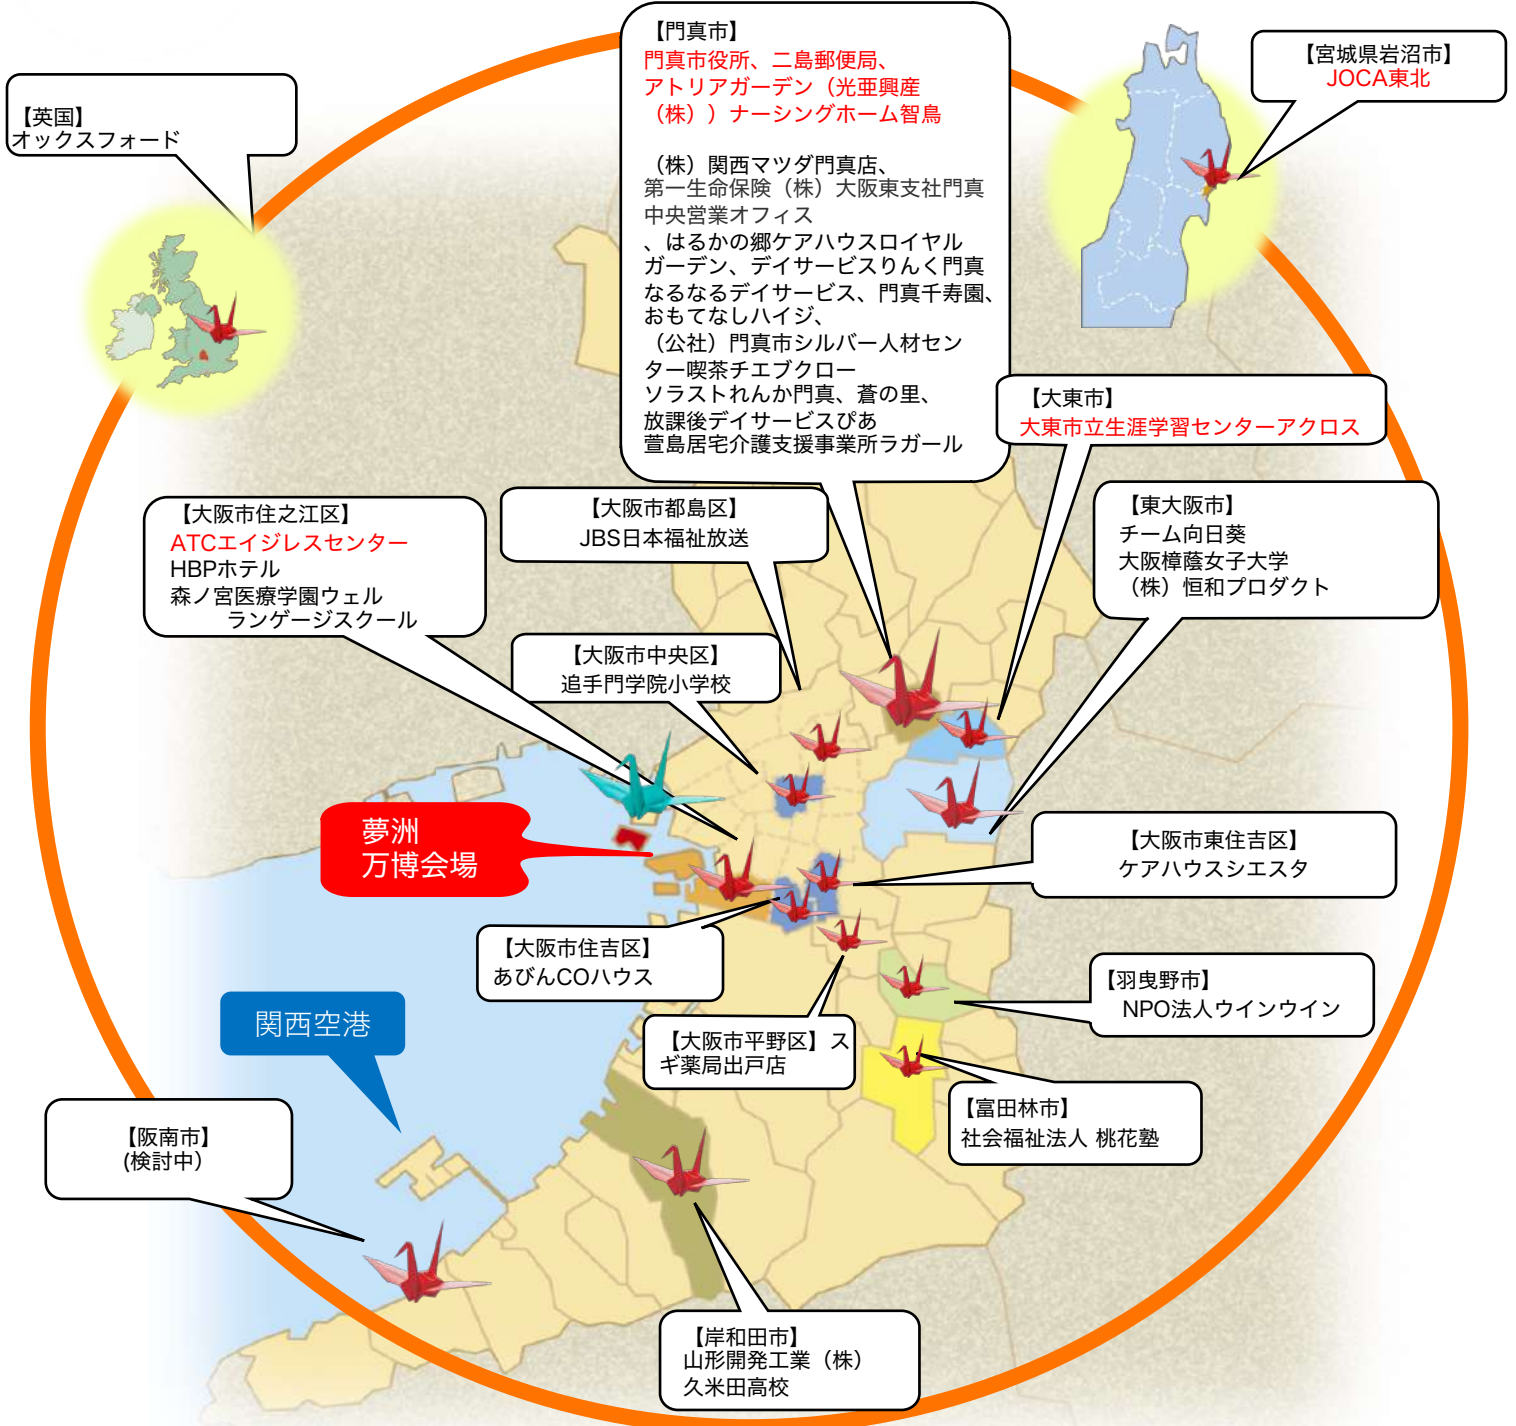 【門真市】
門真市役所、二島郵便局、
アトリアガーデン（光亜興産
（株））ナーシングホーム智鳥
（株）関西マツダ門真店、
第一生命保険（株）大阪東支社門真
中央営業オフィス
、はるかの郷ケアハウスロイヤル
ガーデン、デイサービスりんく門真
なるなるデイサービス、門真千寿園、
おもてなしハイジ、
（公社）門真市シルバー人材セン
ター喫茶チエブクロー
ソラストれんか門真、蒼の里、
放課後デイサービスぴあ
萱島居宅介護支援事業所ラガール
【宮城県岩沼市】
JOCA東北
【英国】
オックスフォード
【大東市】
大東市立生涯学習センターアクロス
【大阪市住之江区】
ATCエイジレスセンター
HBPホテル
森ノ宮医療学園ウェル
ランゲージスクール
【大阪市都島区】
JBS日本福祉放送
【東大阪市】
チーム向日葵
大阪樟蔭女子大学
（株）恒和プロダクト
【大阪市中央区】
追手門学院小学校
夢洲
万博会場
【大阪市東住吉区】
ケアハウスシエスタ
【大阪市住吉区】
あびんCOハウス
【羽曳野市】
NPO法人ウインウイン
関西空港
【大阪市平野区】ス
ギ薬局出戸店
【富田林市】
社会福祉法人 桃花塾
【阪南市】
(検討中）
【岸和田市】
山形開発工業（株）
久米田高校